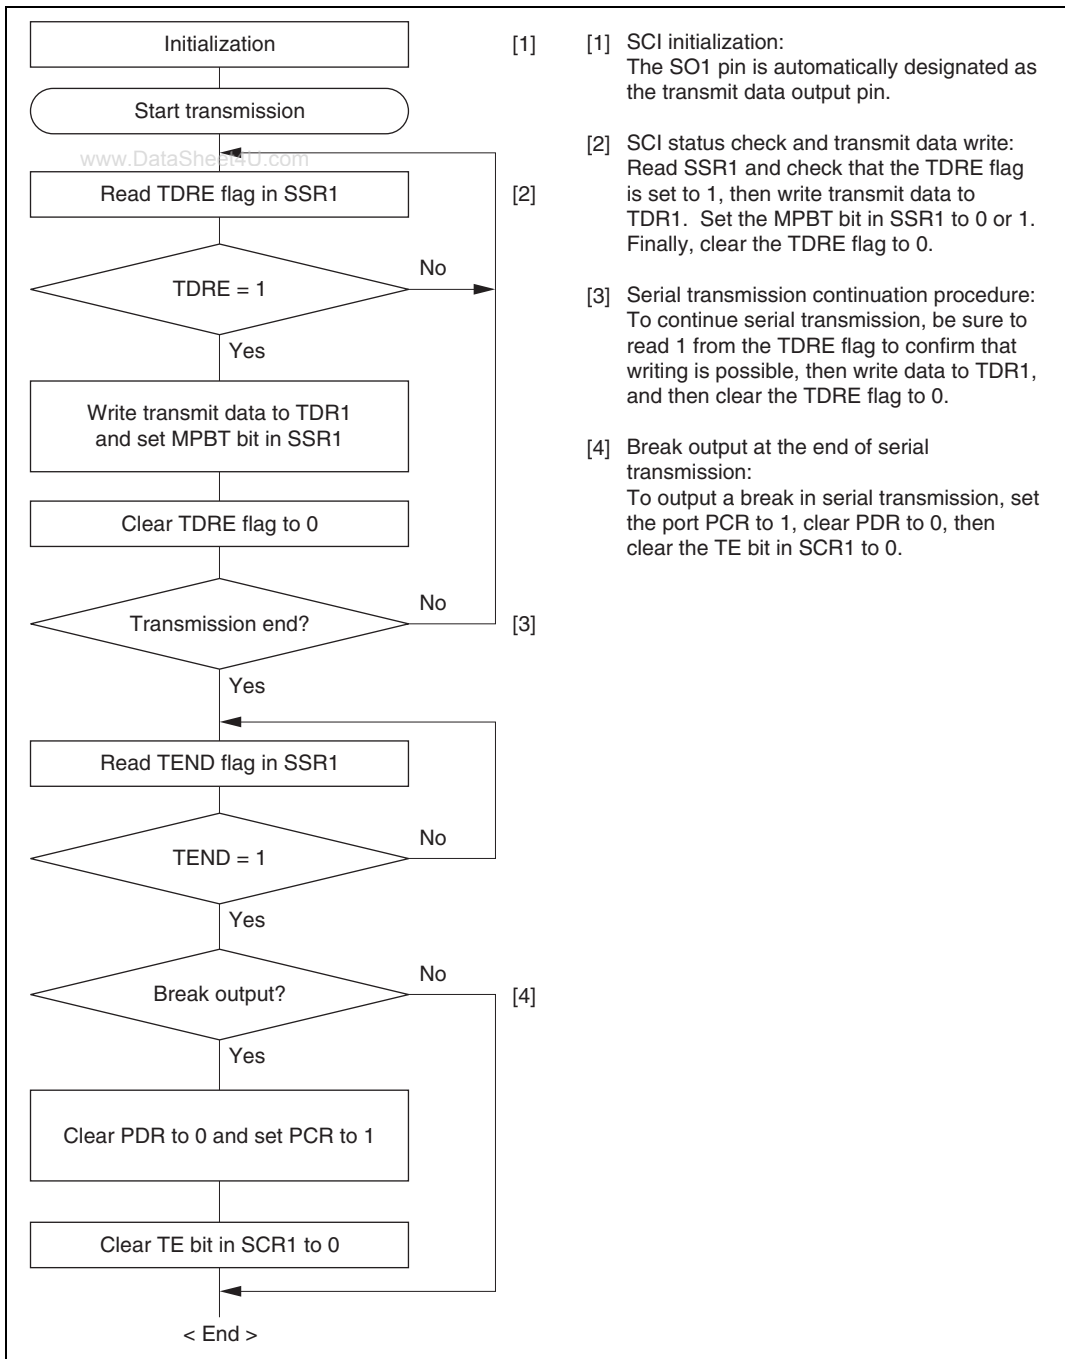 Initialization
[1]
Start transmission
www.DataSheet4U.com
Read TDRE flag in SSR1
[2]
No
TDRE = 1
Yes
Write transmit data to TDR1
and set MPBT bit in SSR1
Clear TDRE flag to 0
No
Transmission end?
[3]
Yes
Read TEND flag in SSR1
No
TEND = 1
Yes
No
Break output?
[4]
Yes
Clear PDR to 0 and set PCR to 1
Clear TE bit in SCR1 to 0
< End >
[1] SCI initialization:
The SO1 pin is automatically designated as
the transmit data output pin.
[2] SCI status check and transmit data write:
Read SSR1 and check that the TDRE flag
is set to 1, then write transmit data to
TDR1.  Set the MPBT bit in SSR1 to 0 or 1.
Finally, clear the TDRE flag to 0.
[3] Serial transmission continuation procedure:
To continue serial transmission, be sure to
read 1 from the TDRE flag to confirm that
writing is possible, then write data to TDR1,
and then clear the TDRE flag to 0.
[4] Break output at the end of serial
transmission:
To output a break in serial transmission, set
the port PCR to 1, clear PDR to 0, then
clear the TE bit in SCR1 to 0.